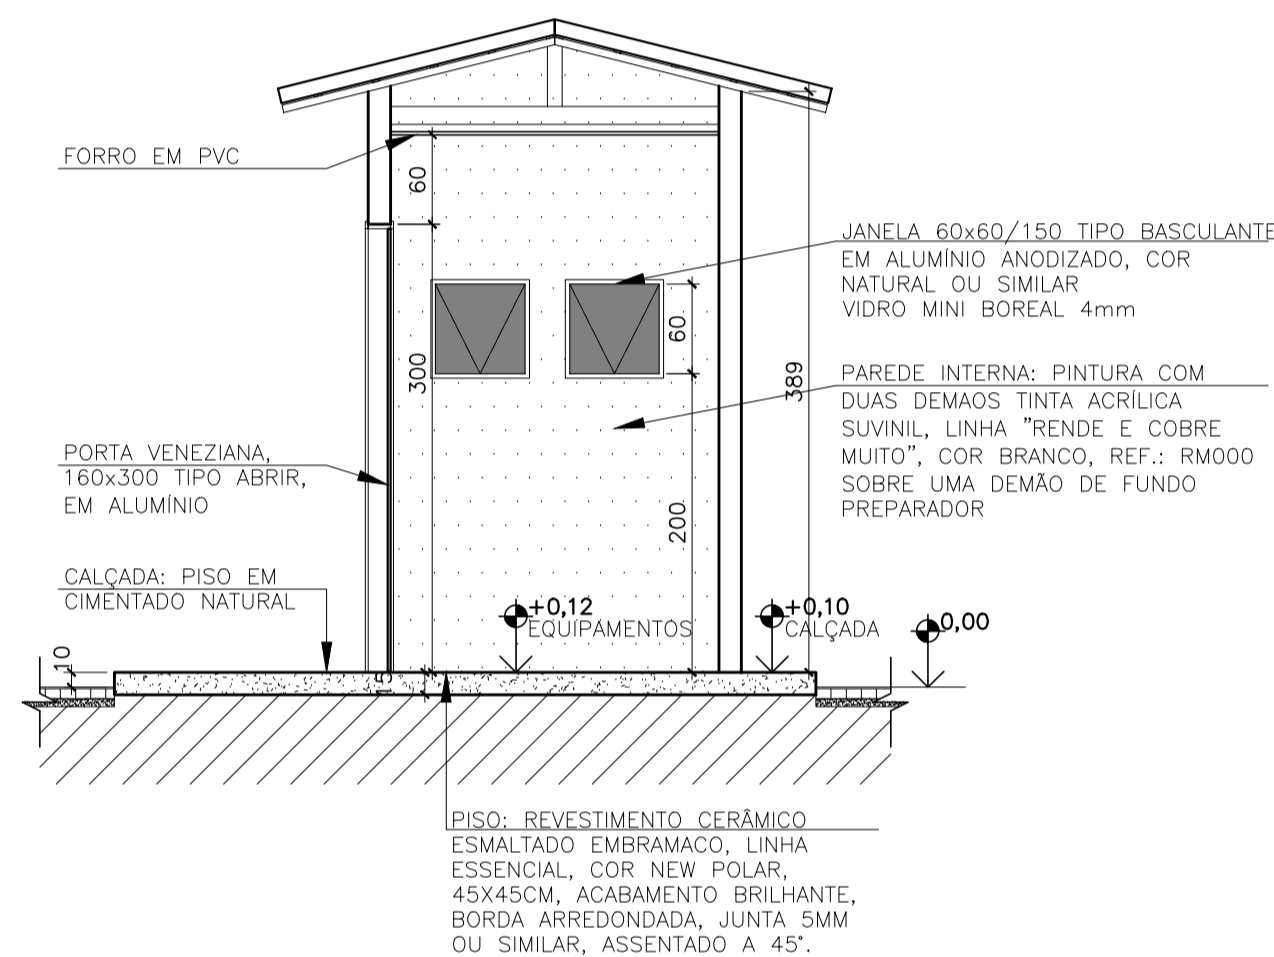 FORRO EM PVC
60
JANELA 60x60/150 TIPO BASCULANTE
EM ALUMÍNIO ANODIZADO, COR
NATURAL OU SIMILAR
VIDRO MINI BOREAL 4mm
60
300
389
PAREDE INTERNA: PINTURA COM
DUAS DEMAOS TINTA ACRÍLICA
SUVINIL, LINHA "RENDE E COBRE
MUITO", COR BRANCO, REF.: RM000
SOBRE UMA DEMÃO DE FUNDO
PREPARADOR
PORTA VENEZIANA,
160x300 TIPO ABRIR,
EM ALUMÍNIO
200
CALÇADA: PISO EM
CIMENTADO NATURAL
+0,12
EQUIPAMENTOS
+0,10
CALÇADA
0,00
10
15
PISO: REVESTIMENTO CERÂMICO
ESMALTADO EMBRAMACO, LINHA
ESSENCIAL, COR NEW POLAR,
45X45CM, ACABAMENTO BRILHANTE,
BORDA ARREDONDADA, JUNTA 5MM
OU SIMILAR, ASSENTADO A 45°.